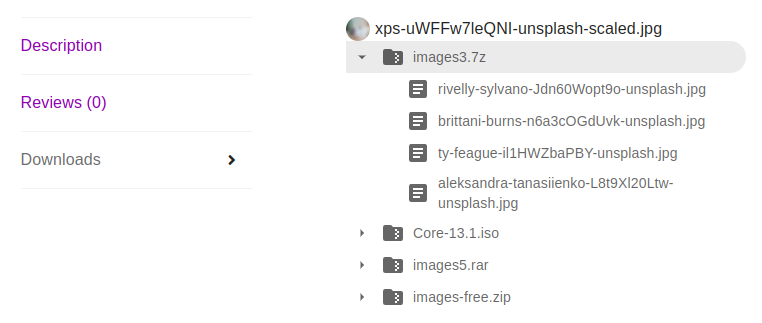 Description
Reviews (0)
Downloads
xps-uWFFw7leQNI-unsplash-scaled.jpg
images3.7z
rivelly-sylvano-Jdn60Wopt9o-unsplash.jpg
brittani-burns-n6a3cOGdUvk-unsplash.jpg
ty-feague-il1HWZbaPBY-unsplash.jpg
aleksandra-tanasiienko-L8t9Xl20Ltw-
unsplash.jpg
Core-13.1.iso
images5.rar
images-free.zip